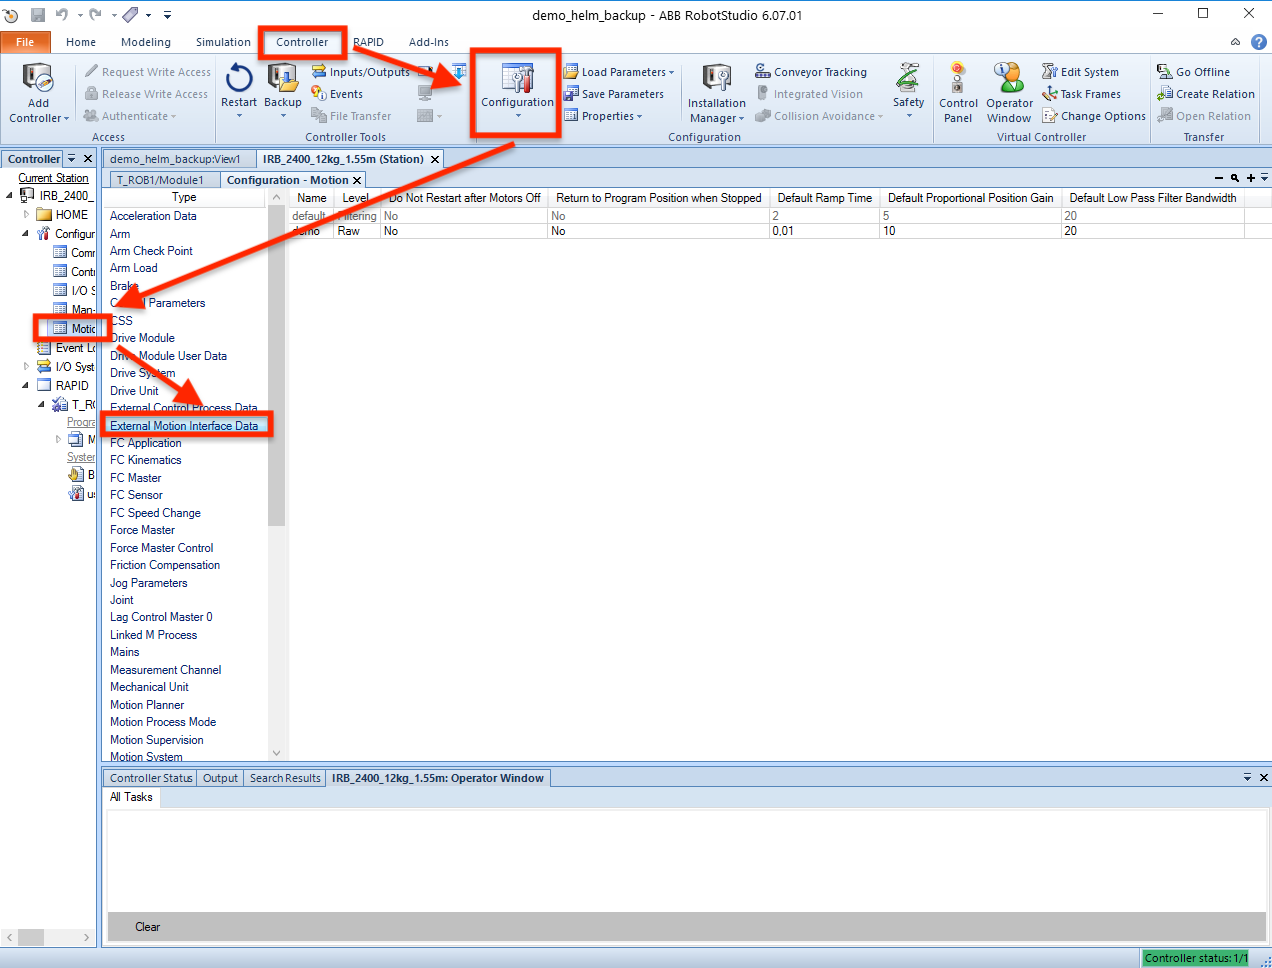 demo_helm_backup - ABB RobotStudio 6.07.01
File Home Modeling Simulation Controller RAPID Add-Ins
Add Controller
Request Write Access
Release Write Access
Authenticate
Access
Restart
Backup
Inputs/Outputs
Events
File Transfer
Controller Tools
Configuration
Load Parameters
Save Parameters
Properties
Installation Manager
Conveyor Tracking
Integrated Vision
Collision Avoidance
Safety
Configuration
Control Panel
Operator Window
Edit System
Task Frames
Change Options
Virtual Controller
Go Offline
Create Relation
Open Relation
Transfer
Controller
Current Station
IRB_2400_
HOME
Configur
Comm
Contr
I/O S
Man-
Motic
Event Lo
I/O Syst
RAPID
T_RO
Progra
M
System
B
us
demo_helm_backup:View1 IRB_2400_12kg_1.55m (Station)
T_ROB1/Module1 Configuration - Motion
Type
Acceleration Data
Arm
Arm Check Point
Arm Load
Brake
Parameters
CSS
Drive Module
Drive Module User Data
Drive System
Drive Unit
External Control Process Data
External Motion Interface Data
FC Application
FC Kinematics
FC Master
FC Sensor
FC Speed Change
Force Master
Force Master Control
Friction Compensation
Jog Parameters
Joint
Lag Control Master 0
Linked M Process
Mains
Measurement Channel
Mechanical Unit
Motion Planner
Motion Process Mode
Motion Supervision
Motion System
Name Level Do Not Restart after Motors Off Return to Program Position when Stopped Default Ramp Time Default Proportional Position Gain Default Low Pass Filter Bandwidth
default Filtering No No 2 5 20
demo Raw No No 0,01 10 20
Controller Status Output Search Results IRB_2400_12kg_1.55m: Operator Window
All Tasks
Clear
Controller status: 1/1